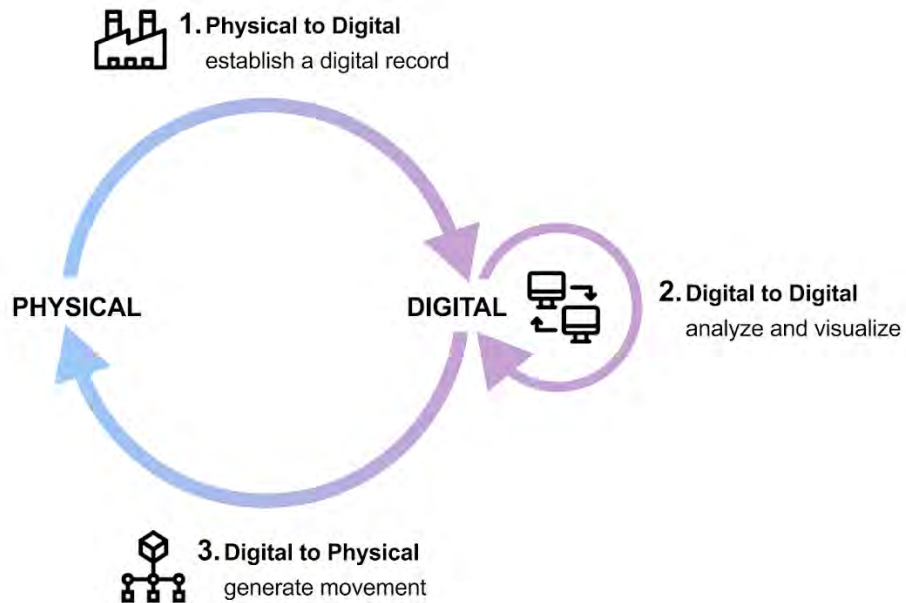 1. Physical to Digital
establish a digital record
PHYSICAL
DIGITAL
2. Digital to Digital
analyze and visualize
3. Digital to Physical
generate movement